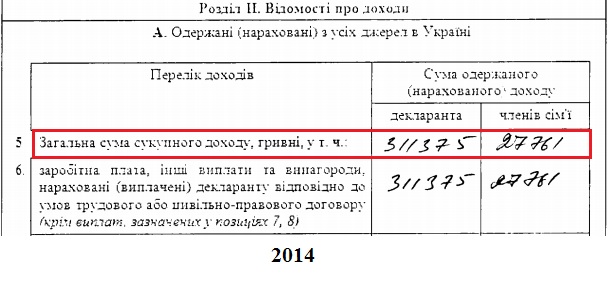 Розділ II. Відомості про доходи
А. Одержані (нараховані) з усіх джерел в Україні
Перелік доходів
Сума одержаного
(нарахованого) доходу
декларанта
членів сім'ї
5 Загальна сума сукупного доходу, гривні, у т. ч.: 311375 27761
6. заробітна плата, інші виплати та винагороди,
нараховані (виплачені) декларанту відповідно до
умов трудового або цивільно-правового договору
(крім виплат, зазначених у позиціях 7, 8) 311375 27761
2014